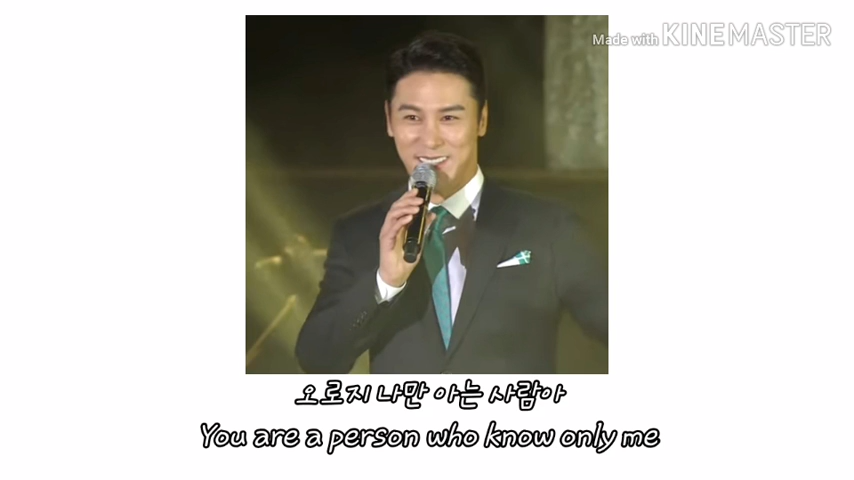 Made with KINEMASTER
오로지 나만 아는 사람아
You are a person who know only me